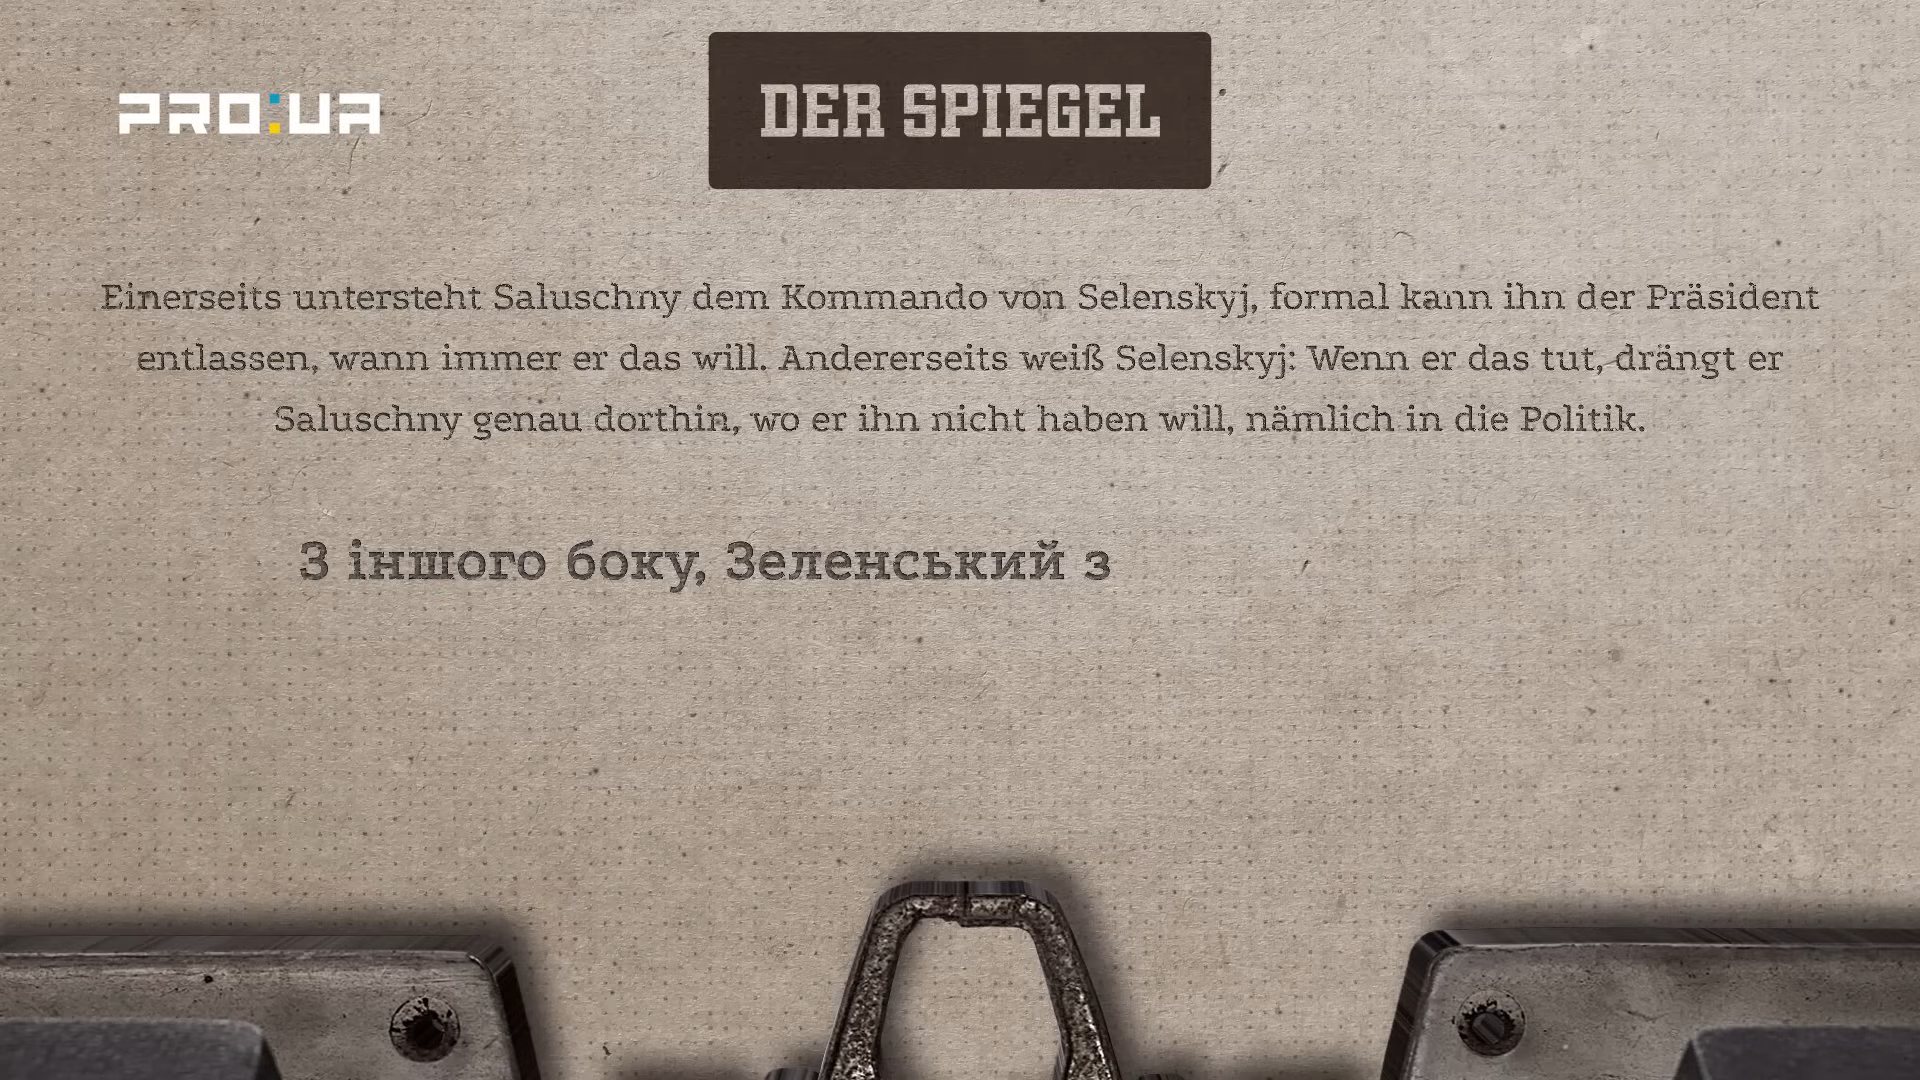 PRO:UA
DER SPIEGEL
Einerseits untersteht Saluschny dem Kommando von Selenskyj, formal kann ihn der Präsident
entlassen, wann immer er das will. Andererseits weiß Selenskyj: Wenn er das tut, drängt er
Saluschny genau dorthin, wo er ihn nicht haben will, nämlich in die Politik.
З іншого боку, Зеленський з